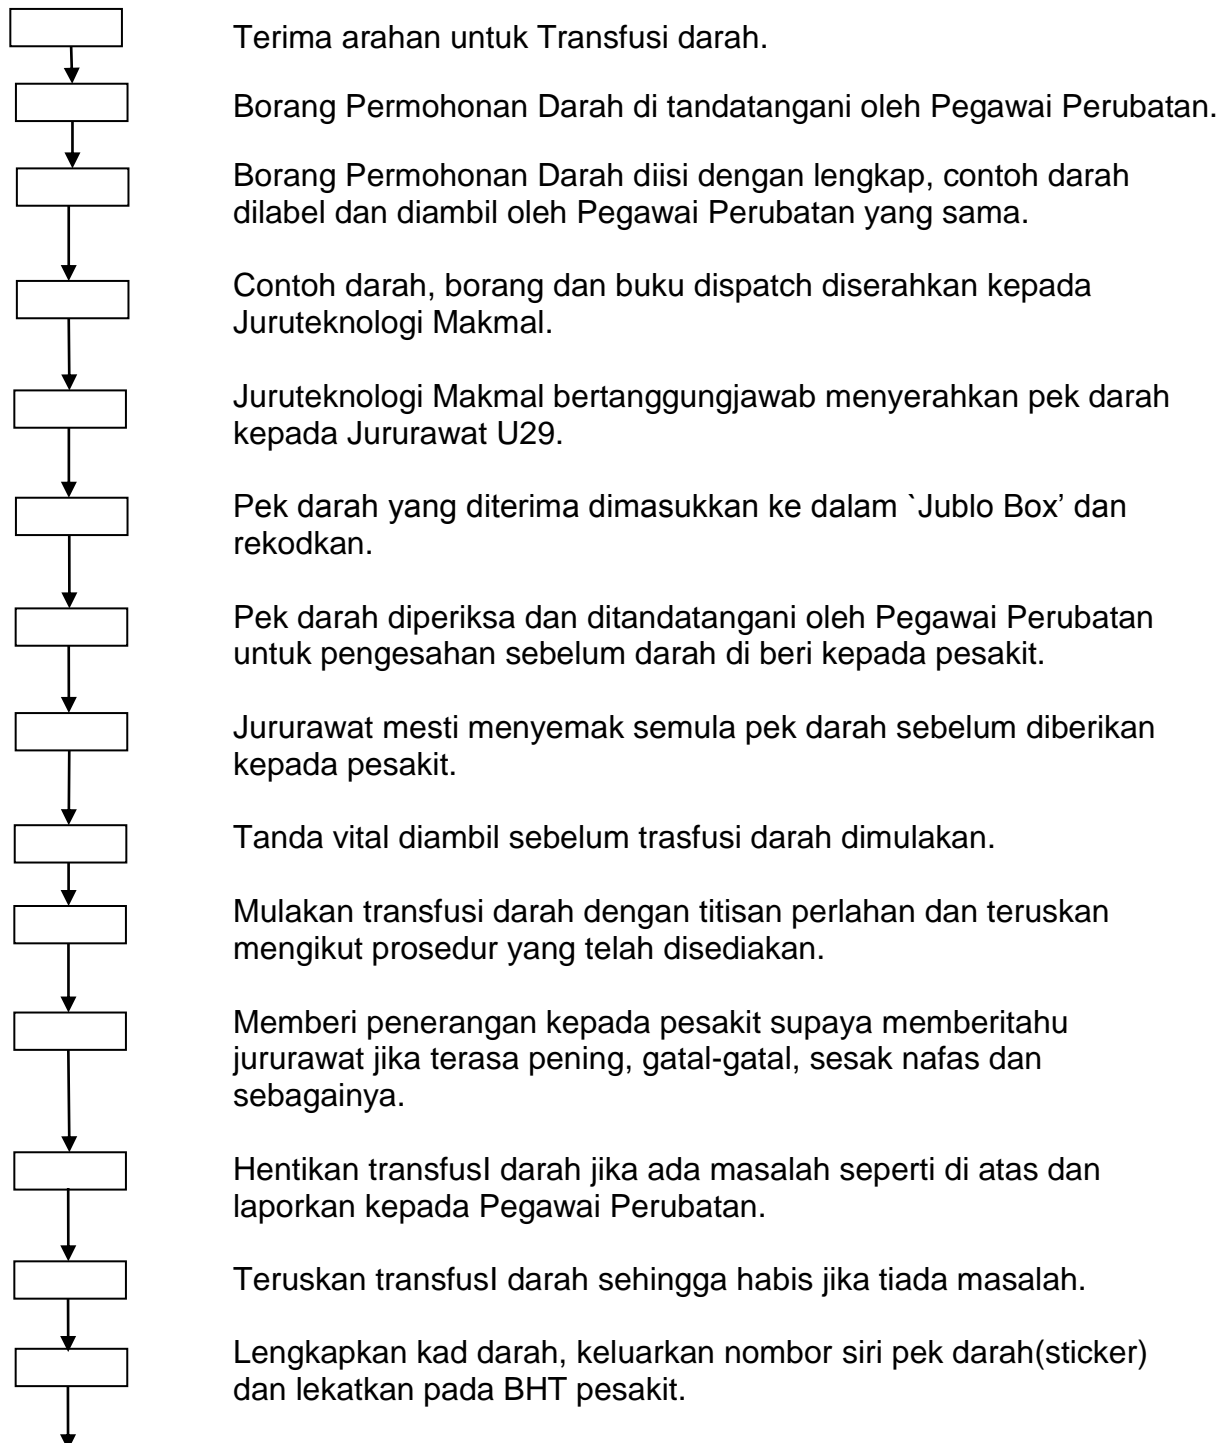 Terima arahan untuk Transfusi darah.
Borang Permohonan Darah di tandatangani oleh Pegawai Perubatan.
Borang Permohonan Darah diisi dengan lengkap, contoh darah
dilabel dan diambil oleh Pegawai Perubatan yang sama.
Contoh darah, borang dan buku dispatch diserahkan kepada
Juruteknologi Makmal.
Juruteknologi Makmal bertanggungjawab menyerahkan pek darah
kepada Jururawat U29.
Pek darah yang diterima dimasukkan ke dalam `Jublo Box’ dan
rekodkan.
Pek darah diperiksa dan ditandatangani oleh Pegawai Perubatan
untuk pengesahan sebelum darah di beri kepada pesakit.
Jururawat mesti menyemak semula pek darah sebelum diberikan
kepada pesakit.
Tanda vital diambil sebelum trasfusi darah dimulakan.
Mulakan transfusi darah dengan titisan perlahan dan teruskan
mengikut prosedur yang telah disediakan.
Memberi penerangan kepada pesakit supaya memberitahu
jururawat jika terasa pening, gatal-gatal, sesak nafas dan
sebagainya.
Hentikan transfusI darah jika ada masalah seperti di atas dan
laporkan kepada Pegawai Perubatan.
Teruskan transfusI darah sehingga habis jika tiada masalah.
Lengkapkan kad darah, keluarkan nombor siri pek darah(sticker)
dan lekatkan pada BHT pesakit.